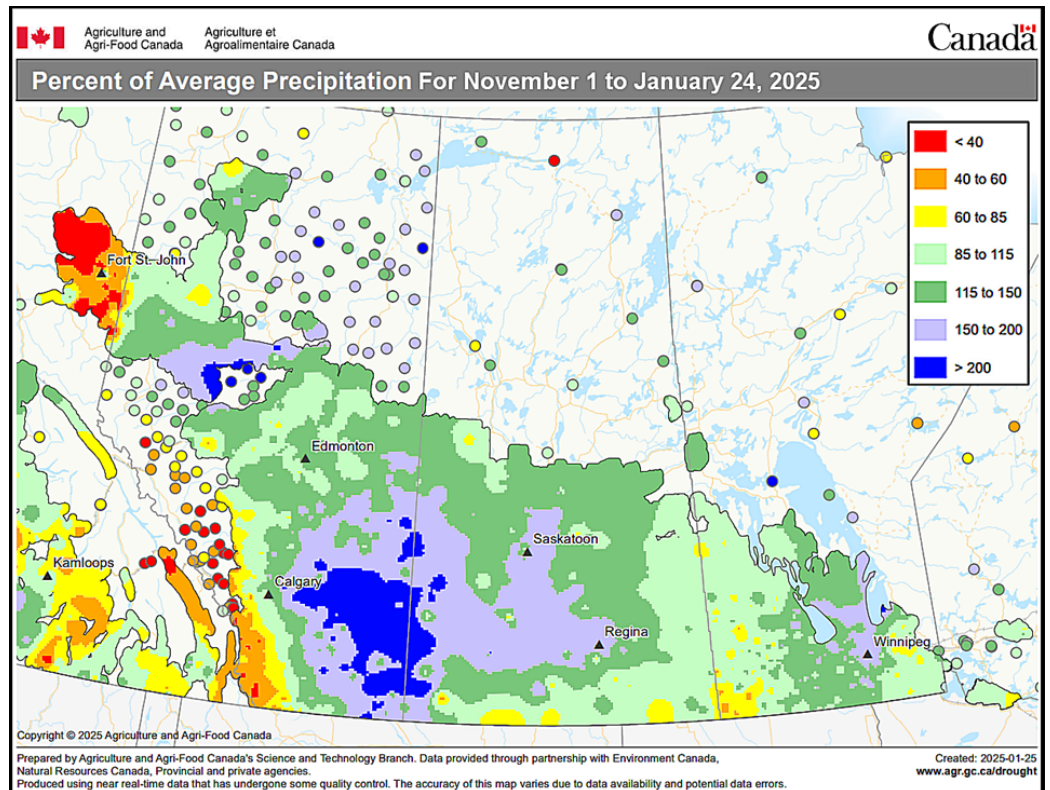 Agriculture and
Agri-Food Canada
Agriculture et
Agroalimentaire Canada
Canada
Percent of Average Precipitation For November 1 to January 24, 2025
< 40
40 to 60
60 to 85
85 to 115
115 to 150
150 to 200
> 200
Fort St. John
Edmonton
Saskatoon
Kamloops
Calgary
Regina
Winnipeg
Copyright © 2025 Agriculture and Agri-Food Canada
Prepared by Agriculture and Agri-Food Canada's Science and Technology Branch. Data provided through partnership with Environment Canada,
Natural Resources Canada, Provincial and private agencies.
Produced using near real-time data that has undergone some quality control. The accuracy of this map varies due to data availability and potential data errors.
Created: 2025-01-25
www.agr.gc.ca/drought